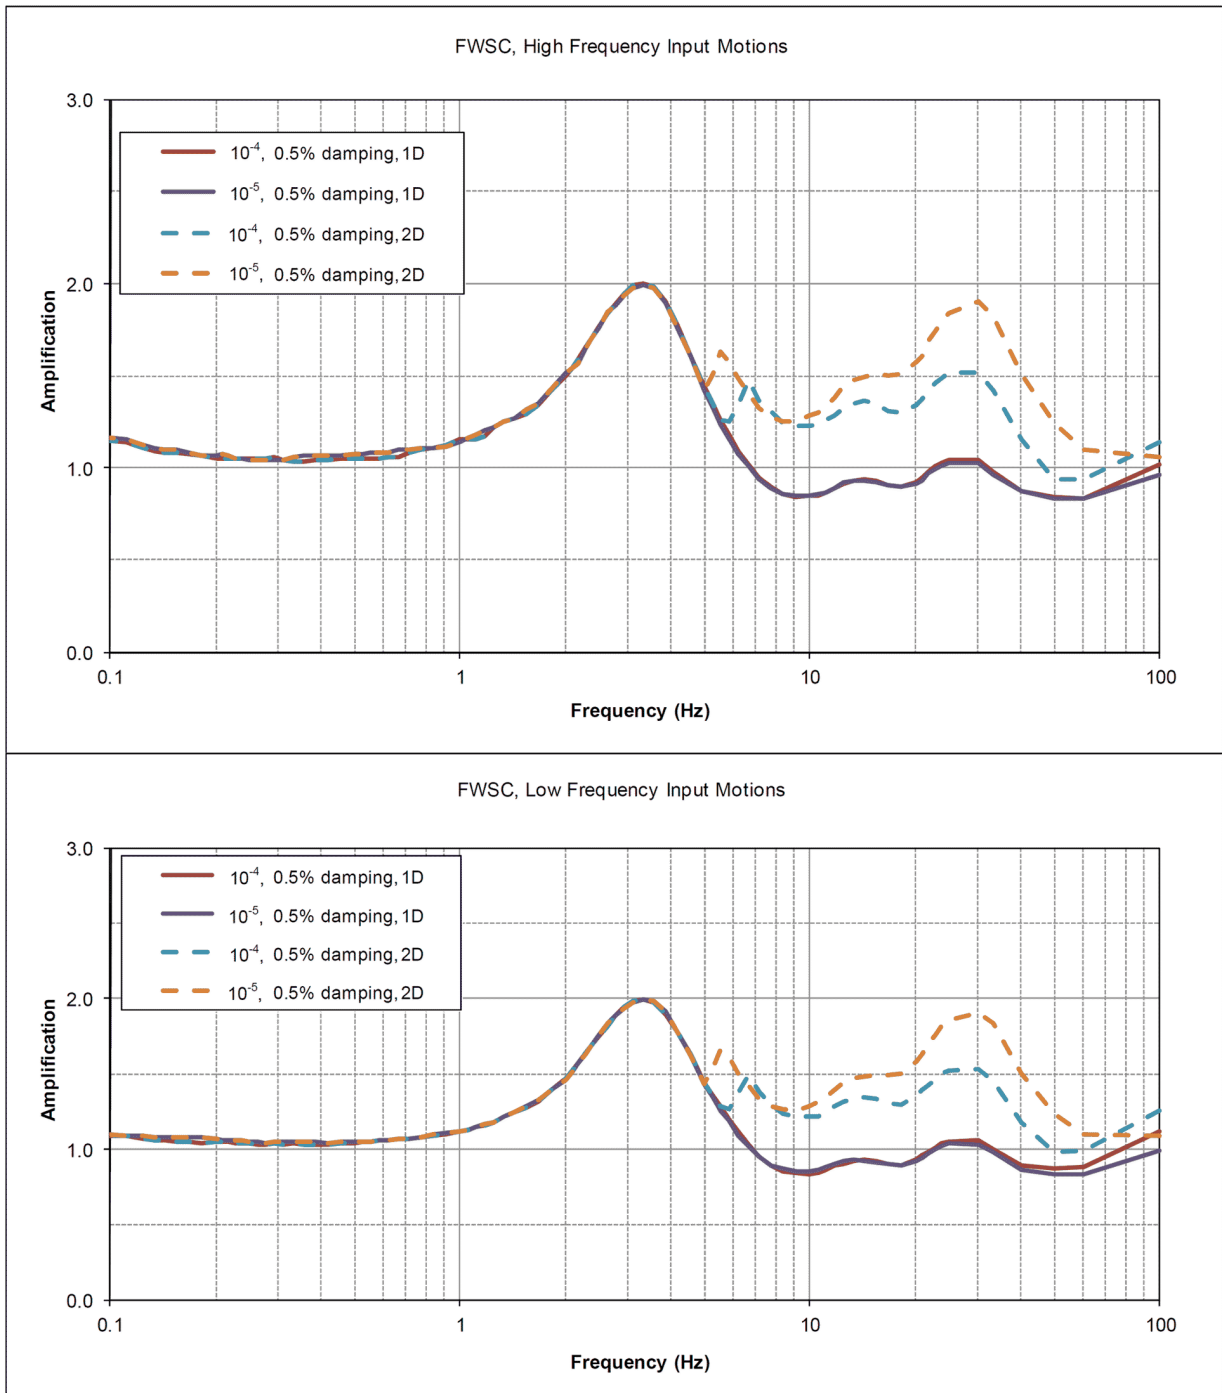 FWSC, High Frequency Input Motions
3.0
2.0
1.0
0.0
Amplification
10-4, 0.5% damping, 1D
10-5, 0.5% damping, 1D
10-4, 0.5% damping, 2D
10-5, 0.5% damping, 2D
0.1 1 10 100
Frequency (Hz)
FWSC, Low Frequency Input Motions
3.0
2.0
1.0
0.0
Amplification
10-4, 0.5% damping, 1D
10-5, 0.5% damping, 1D
10-4, 0.5% damping, 2D
10-5, 0.5% damping, 2D
0.1 1 10 100
Frequency (Hz)